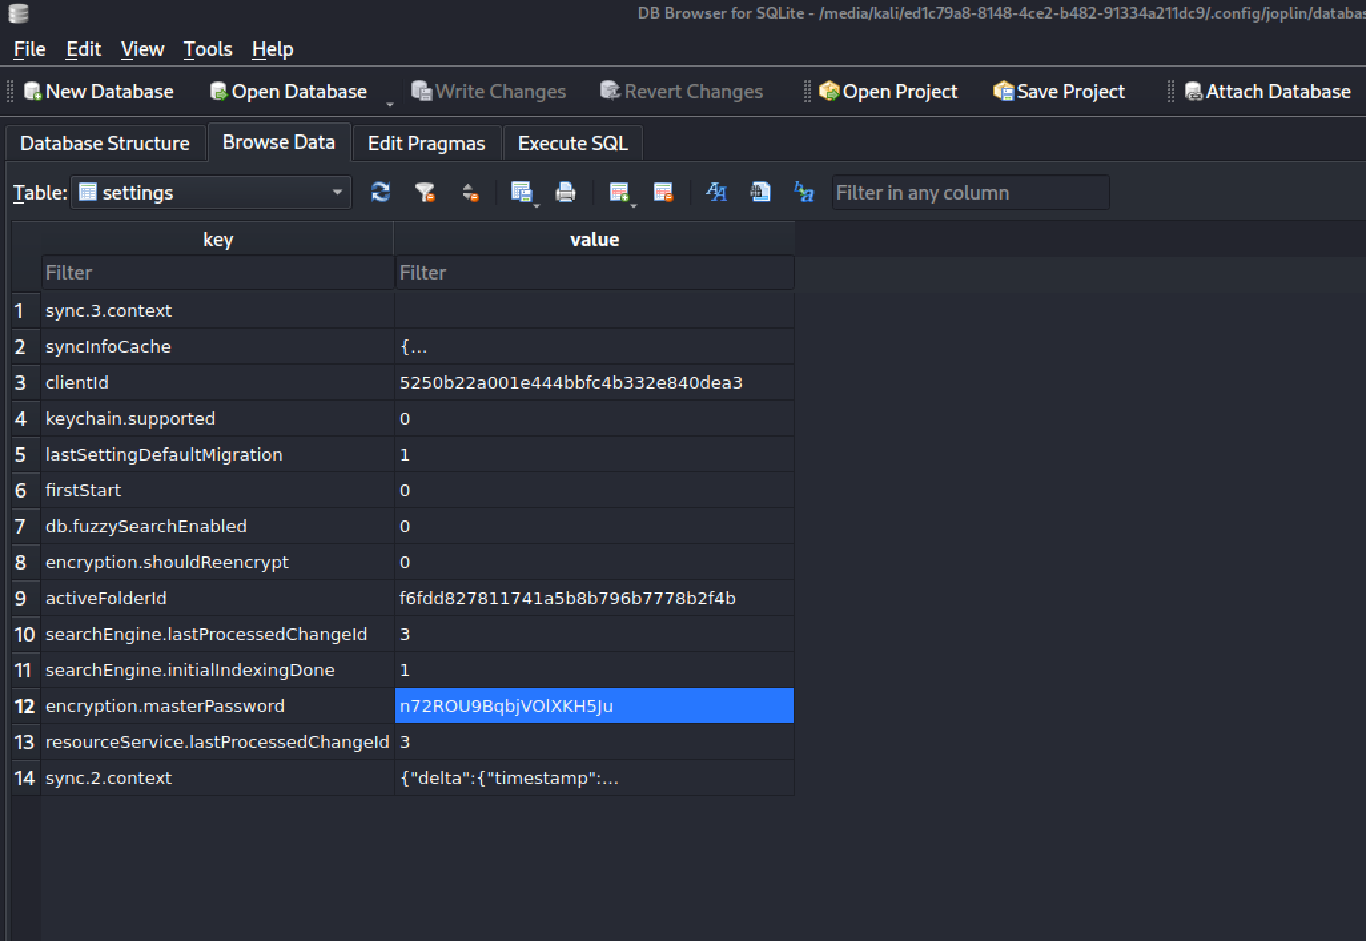 DB Browser for SQLite - /media/kali/ed1c79a8-8148-4ce2-b482-91334a211dc9/.config/joplin/databas
File Edit View Tools Help
New Database Open Database Write Changes Revert Changes Open Project Save Project Attach Database
Database Structure Browse Data Edit Pragmas Execute SQL
Table: settings Filter in any column
key value
Filter Filter
1 sync.3.context
2 syncInfoCache {...
3 clientId 5250b22a001e444bbfc4b332e840dea3
4 keychain.supported 0
5 lastSettingDefaultMigration 1
6 firstStart 0
7 db.fuzzySearchEnabled 0
8 encryption.shouldReencrypt 0
9 activeFolderId f6fdd827811741a5b8b796b7778b2f4b
10 searchEngine.lastProcessedChangeId 3
11 searchEngine.initialIndexingDone 1
12 encryption.masterPassword n72ROU9BqbjVOlXKH5Ju
13 resourceService.lastProcessedChangeId 3
14 sync.2.context {"delta":{"timestamp":...